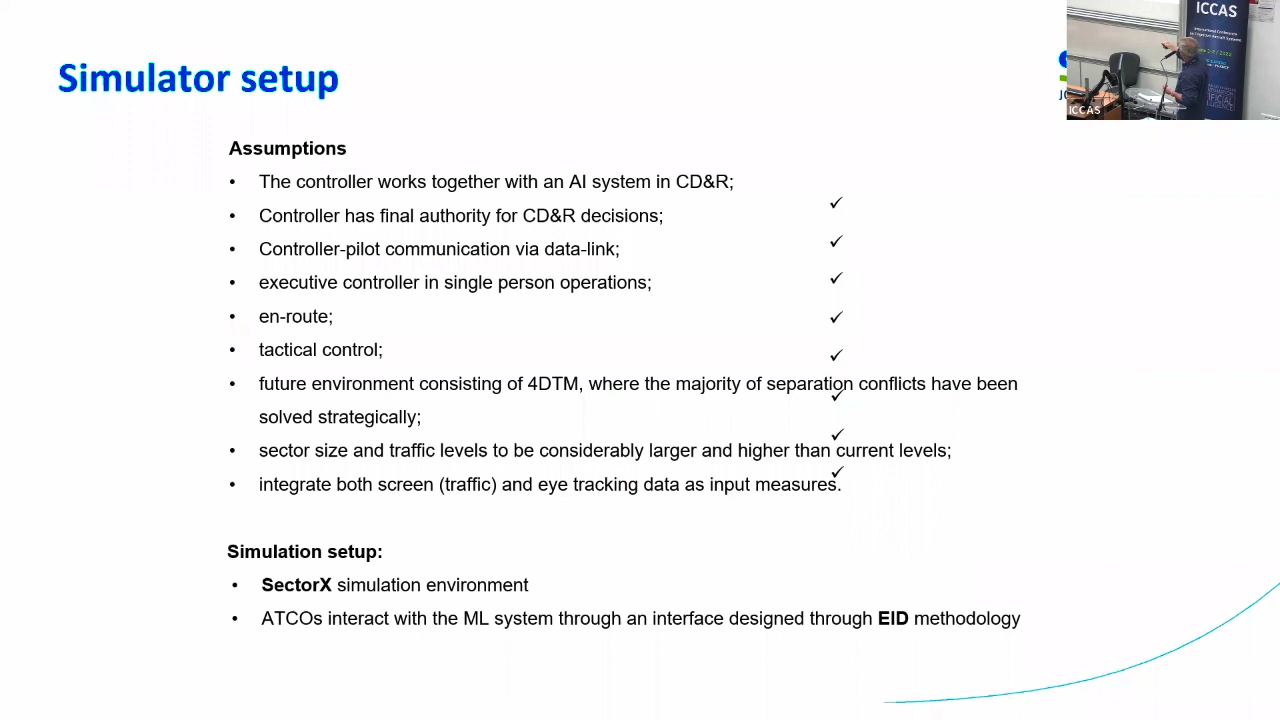 Simulator setup
Assumptions
• The controller works together with an AI system in CD&R;
• Controller has final authority for CD&R decisions;
• Controller-pilot communication via data-link;
• executive controller in single person operations;
• en-route;
• tactical control;
• future environment consisting of 4DTM, where the majority of separation conflicts have been
solved strategically;
• sector size and traffic levels to be considerably larger and higher than current levels;
• integrate both screen (traffic) and eye tracking data as input measures.
✓
✓
✓
✓
✓
✓
✓
✓
Simulation setup:
• SectorX simulation environment
• ATCOs interact with the ML system through an interface designed through EID methodology
ICCAS
ICCAS